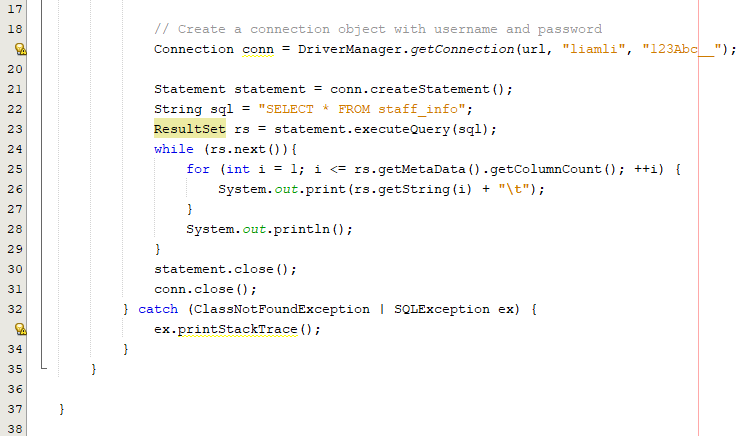 17
18 // Create a connection object with username and password
Connection conn = DriverManager.getConnection(url, "liamli", "123Abc__");
20
21 Statement statement = conn.createStatement();
22 String sql = "SELECT * FROM staff_info";
23 ResultSet rs = statement.executeQuery(sql);
24 while (rs.next()){
25 for (int i = 1; i <= rs.getMetaData().getColumnCount(); ++i) {
26 System.out.print(rs.getString(i) + "\t");
27 }
28 System.out.println();
29 }
30 statement.close();
31 conn.close();
32 } catch (ClassNotFoundException | SQLException ex) {
ex.printStackTrace();
34 }
35 }
36
37 }
38